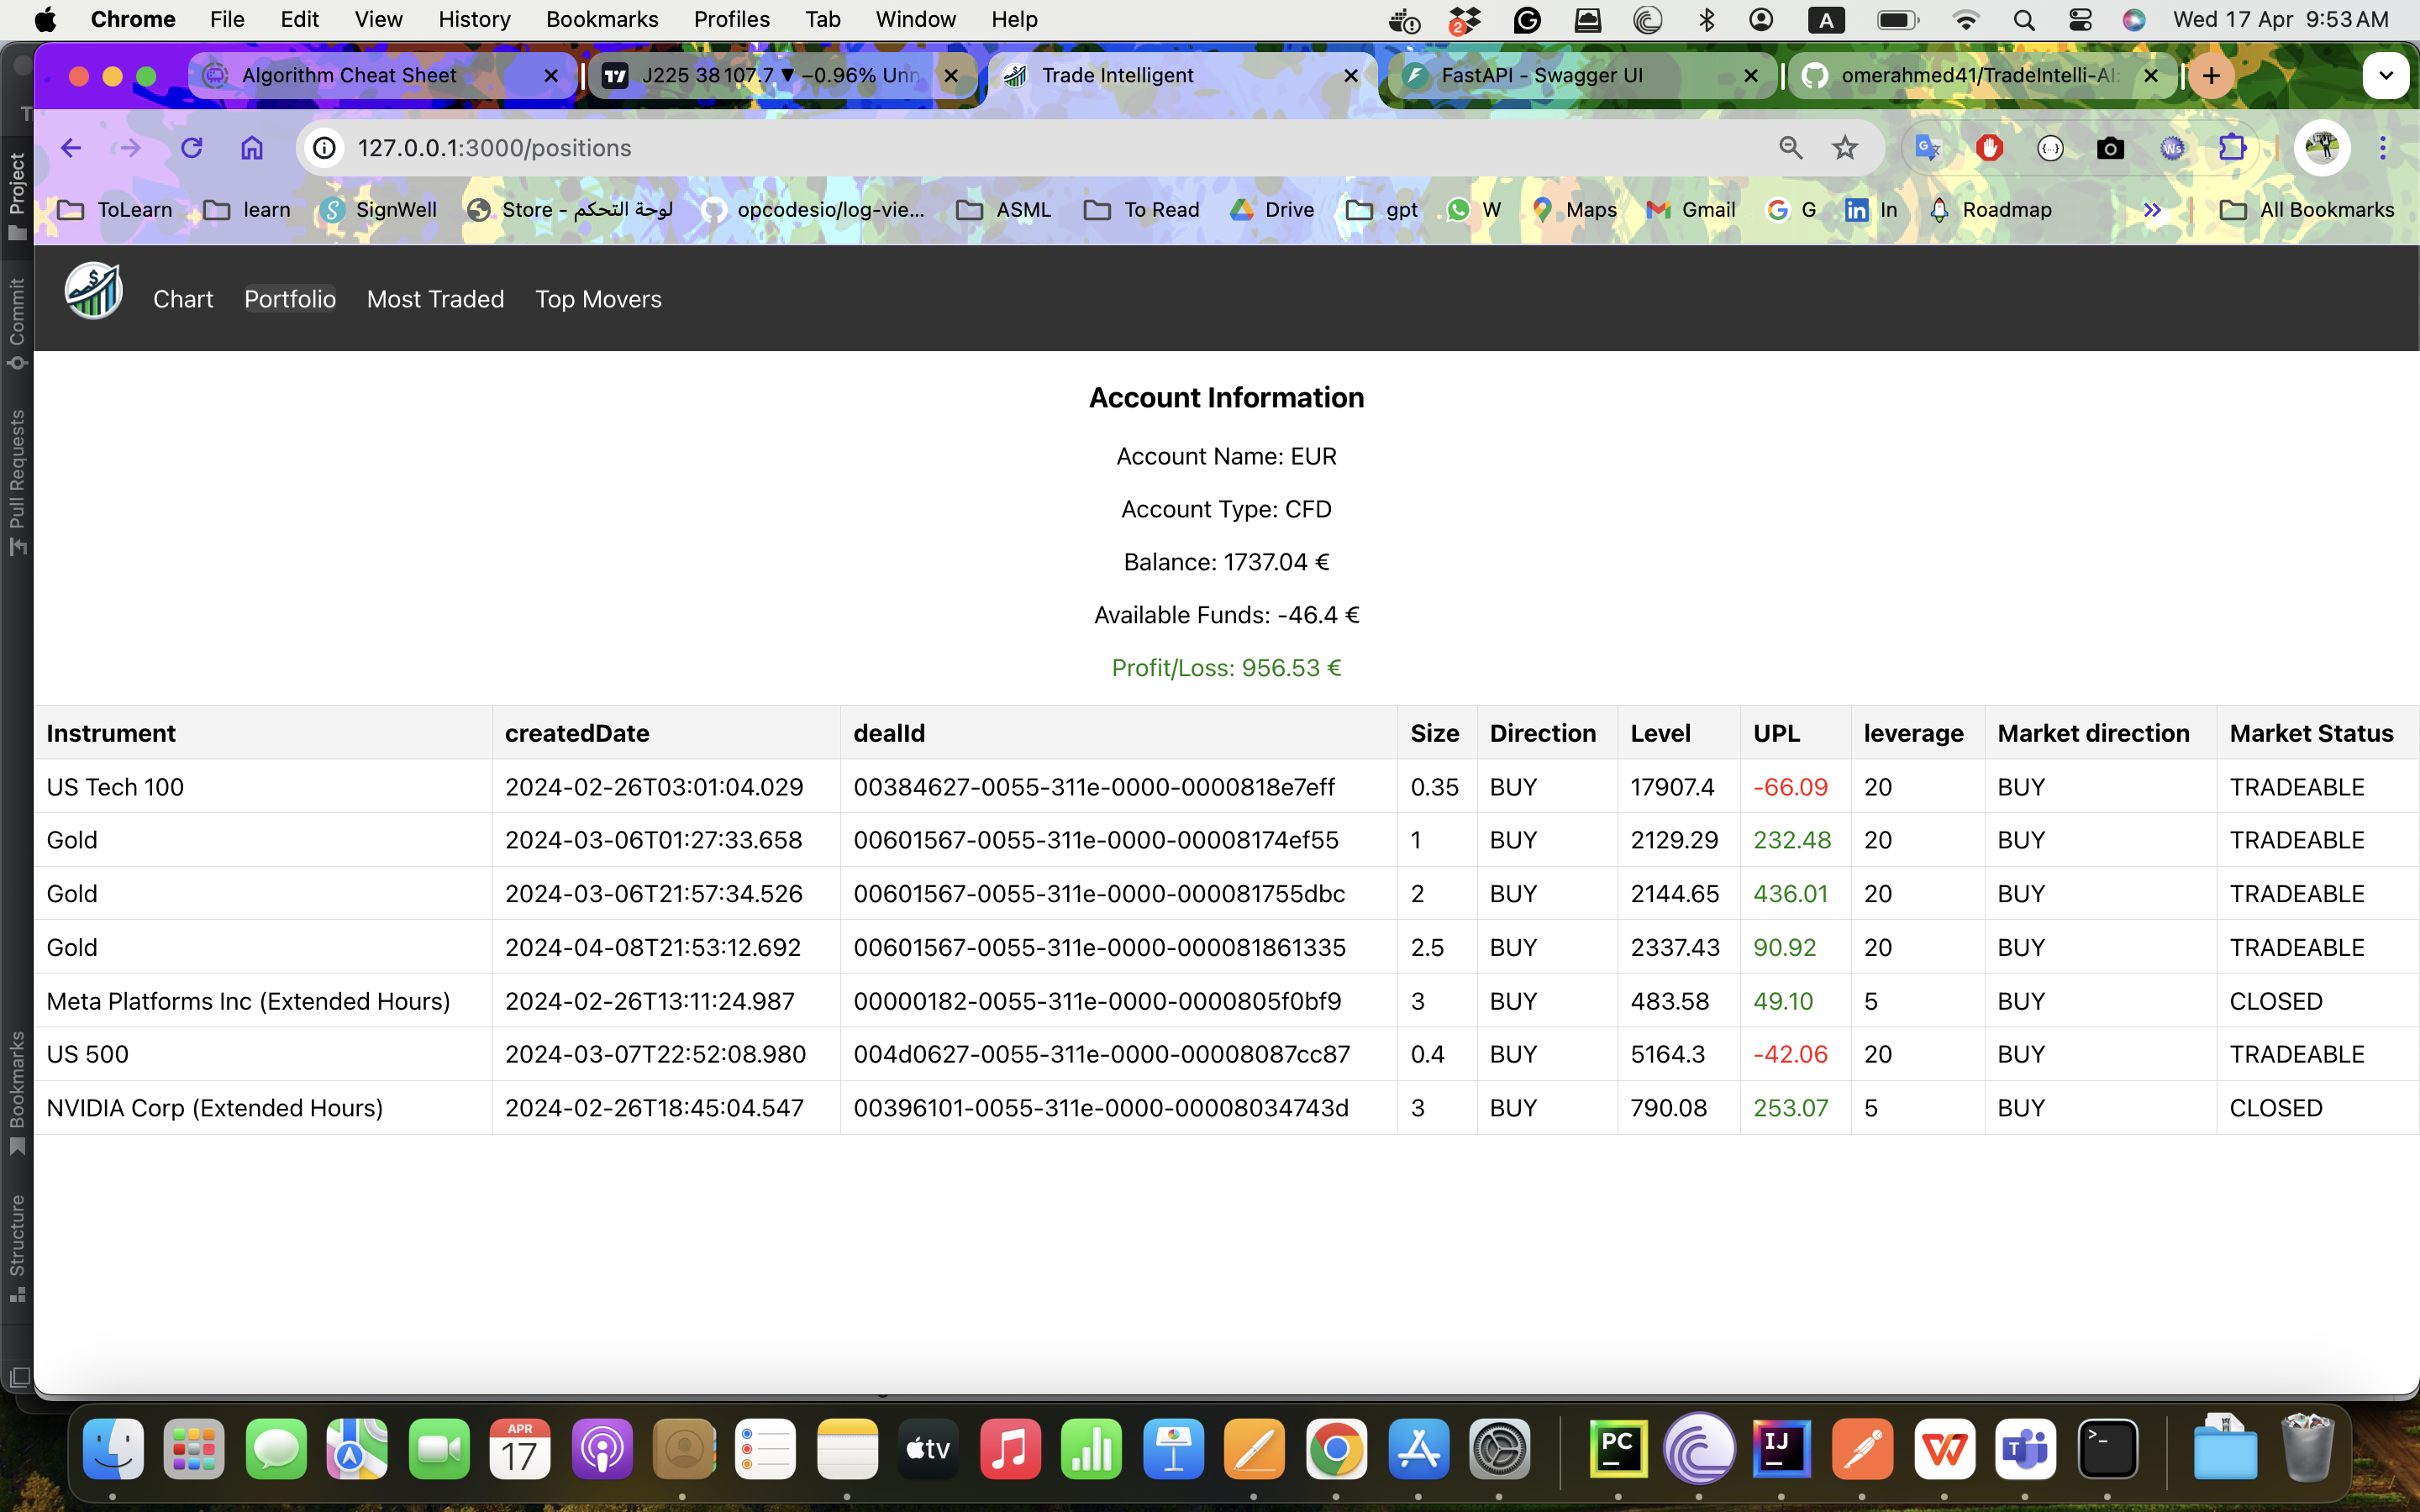 Chrome File Edit View History Bookmarks Profiles Tab Window Help 2 A Wed 17 Apr 9:53 AM
Algorithm Cheat Sheet J225 38 107.7 ▼ −0.96% Unn Trade Intelligent FastAPI - Swagger UI omerahmed41/TradeIntelli-AI:
127.0.0.1:3000/positions
ToLearn learn SignWell Store - لوحة التحكم opcodesio/log-vie... ASML To Read Drive gpt W Maps Gmail G In Roadmap All Bookmarks
Project
Commit
Pull Requests
Bookmarks
Structure
Chart Portfolio Most Traded Top Movers
Account Information
Account Name: EUR
Account Type: CFD
Balance: 1737.04 €
Available Funds: -46.4 €
Profit/Loss: 956.53 €
Instrument createdDate dealId Size Direction Level UPL leverage Market direction Market Status
US Tech 100 2024-02-26T03:01:04.029 00384627-0055-311e-0000-0000818e7eff 0.35 BUY 17907.4 -66.09 20 BUY TRADEABLE
Gold 2024-03-06T01:27:33.658 00601567-0055-311e-0000-00008174ef55 1 BUY 2129.29 232.48 20 BUY TRADEABLE
Gold 2024-03-06T21:57:34.526 00601567-0055-311e-0000-000081755dbc 2 BUY 2144.65 436.01 20 BUY TRADEABLE
Gold 2024-04-08T21:53:12.692 00601567-0055-311e-0000-000081861335 2.5 BUY 2337.43 90.92 20 BUY TRADEABLE
Meta Platforms Inc (Extended Hours) 2024-02-26T13:11:24.987 00000182-0055-311e-0000-0000805f0bf9 3 BUY 483.58 49.10 5 BUY CLOSED
US 500 2024-03-07T22:52:08.980 004d0627-0055-311e-0000-00008087cc87 0.4 BUY 5164.3 -42.06 20 BUY TRADEABLE
NVIDIA Corp (Extended Hours) 2024-02-26T18:45:04.547 00396101-0055-311e-0000-00008034743d 3 BUY 790.08 253.07 5 BUY CLOSED
APR
17
tv
PC
IJ
T